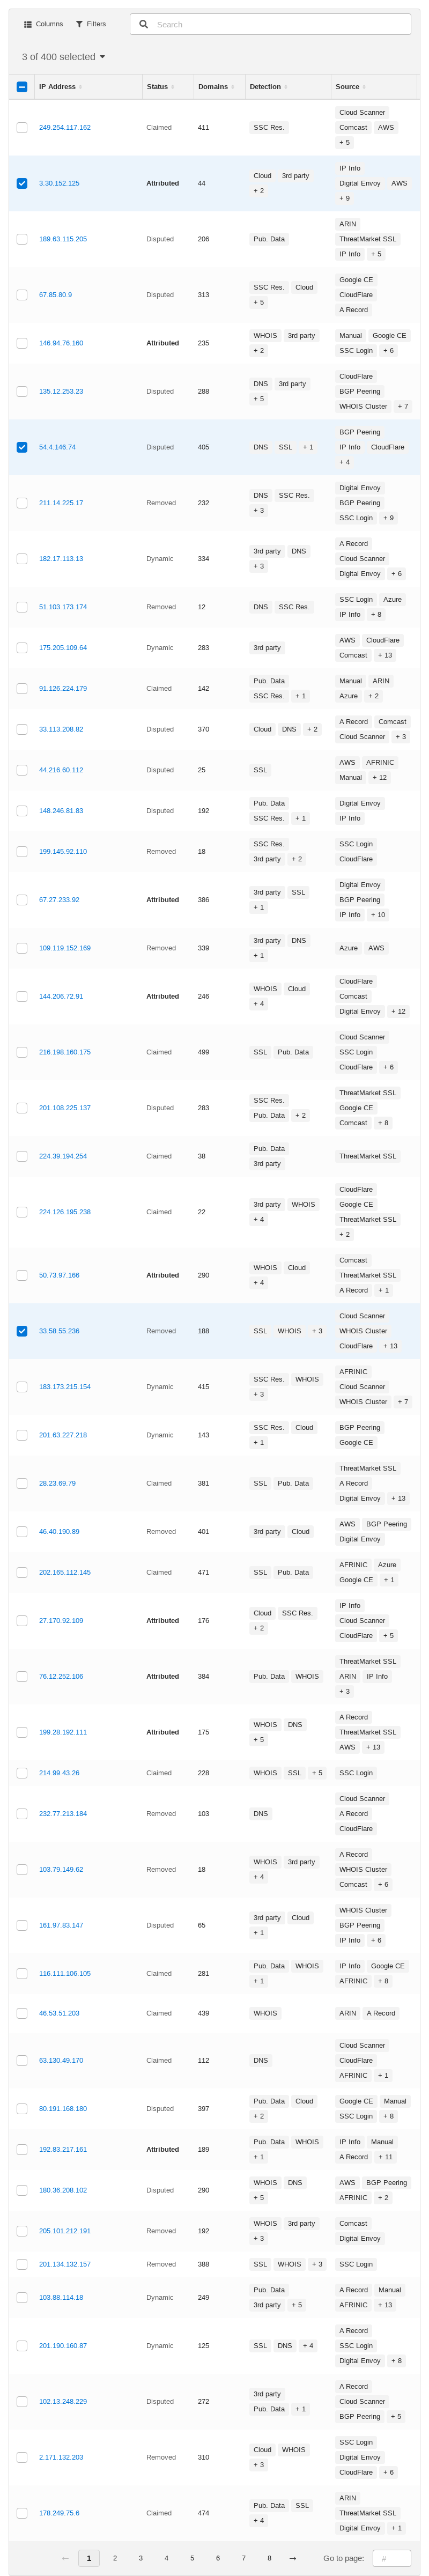 Columns Filters Search
3 of 400 selected
IP Address Status Domains Detection Source
249.254.117.162 Claimed 411 SSC Res. Cloud Scanner Comcast AWS + 5
3.30.152.125 Attributed 44 Cloud 3rd party + 2 IP Info Digital Envoy AWS + 9
189.63.115.205 Disputed 206 Pub. Data ARIN ThreatMarket SSL IP Info + 5
67.85.80.9 Disputed 313 SSC Res. Cloud + 5 Google CE CloudFlare A Record
146.94.76.160 Attributed 235 WHOIS 3rd party + 2 Manual Google CE SSC Login + 6
135.12.253.23 Disputed 288 DNS 3rd party + 5 CloudFlare BGP Peering WHOIS Cluster + 7
54.4.146.74 Disputed 405 DNS SSL + 1 BGP Peering IP Info CloudFlare + 4
211.14.225.17 Removed 232 DNS SSC Res. + 3 Digital Envoy BGP Peering SSC Login + 9
182.17.113.13 Dynamic 334 3rd party DNS + 3 A Record Cloud Scanner Digital Envoy + 6
51.103.173.174 Removed 12 DNS SSC Res. SSC Login Azure IP Info + 8
175.205.109.64 Dynamic 283 3rd party AWS CloudFlare Comcast + 13
91.126.224.179 Claimed 142 Pub. Data SSC Res. + 1 Manual ARIN Azure + 2
33.113.208.82 Disputed 370 Cloud DNS + 2 A Record Comcast Cloud Scanner + 3
44.216.60.112 Disputed 25 SSL AWS AFRINIC Manual + 12
148.246.81.83 Disputed 192 Pub. Data SSC Res. + 1 Digital Envoy IP Info
199.145.92.110 Removed 18 SSC Res. 3rd party + 2 SSC Login CloudFlare
67.27.233.92 Attributed 386 3rd party SSL + 1 Digital Envoy BGP Peering IP Info + 10
109.119.152.169 Removed 339 3rd party DNS + 1 Azure AWS
144.206.72.91 Attributed 246 WHOIS Cloud + 4 CloudFlare Comcast Digital Envoy + 12
216.198.160.175 Claimed 499 SSL Pub. Data Cloud Scanner SSC Login CloudFlare + 6
201.108.225.137 Disputed 283 SSC Res. Pub. Data + 2 ThreatMarket SSL Google CE Comcast + 8
224.39.194.254 Claimed 38 Pub. Data 3rd party ThreatMarket SSL
224.126.195.238 Claimed 22 3rd party WHOIS + 4 CloudFlare Google CE ThreatMarket SSL + 2
50.73.97.166 Attributed 290 WHOIS Cloud + 4 Comcast ThreatMarket SSL A Record + 1
33.58.55.236 Removed 188 SSL WHOIS + 3 Cloud Scanner WHOIS Cluster CloudFlare + 13
183.173.215.154 Dynamic 415 SSC Res. WHOIS + 3 AFRINIC Cloud Scanner WHOIS Cluster + 7
201.63.227.218 Dynamic 143 SSC Res. Cloud + 1 BGP Peering Google CE
28.23.69.79 Claimed 381 SSL Pub. Data ThreatMarket SSL A Record Digital Envoy + 13
46.40.190.89 Removed 401 3rd party Cloud AWS BGP Peering Digital Envoy
202.165.112.145 Claimed 471 SSL Pub. Data AFRINIC Azure Google CE + 1
27.170.92.109 Attributed 176 Cloud SSC Res. + 2 IP Info Cloud Scanner CloudFlare + 5
76.12.252.106 Attributed 384 Pub. Data WHOIS ThreatMarket SSL ARIN IP Info + 3
199.28.192.111 Attributed 175 WHOIS DNS + 5 A Record ThreatMarket SSL AWS + 13
214.99.43.26 Claimed 228 WHOIS SSL + 5 SSC Login
232.77.213.184 Removed 103 DNS Cloud Scanner A Record CloudFlare
103.79.149.62 Removed 18 WHOIS 3rd party + 4 A Record WHOIS Cluster Comcast + 6
161.97.83.147 Disputed 65 3rd party Cloud + 1 WHOIS Cluster BGP Peering IP Info + 6
116.111.106.105 Claimed 281 Pub. Data WHOIS + 1 IP Info Google CE AFRINIC + 8
46.53.51.203 Claimed 439 WHOIS ARIN A Record
63.130.49.170 Claimed 112 DNS Cloud Scanner CloudFlare AFRINIC + 1
80.191.168.180 Disputed 397 Pub. Data Cloud + 2 Google CE Manual SSC Login + 8
192.83.217.161 Attributed 189 Pub. Data WHOIS + 1 IP Info Manual A Record + 11
180.36.208.102 Disputed 290 WHOIS DNS + 5 AWS BGP Peering AFRINIC + 2
205.101.212.191 Removed 192 WHOIS 3rd party + 3 Comcast Digital Envoy
201.134.132.157 Removed 388 SSL WHOIS + 3 SSC Login
103.88.114.18 Dynamic 249 Pub. Data 3rd party + 5 A Record Manual AFRINIC + 13
201.190.160.87 Dynamic 125 SSL DNS + 4 A Record SSC Login Digital Envoy + 8
102.13.248.229 Disputed 272 3rd party Pub. Data + 1 A Record Cloud Scanner BGP Peering + 5
2.171.132.203 Removed 310 Cloud WHOIS + 3 SSC Login Digital Envoy CloudFlare + 6
178.249.75.6 Claimed 474 Pub. Data SSL + 4 ARIN ThreatMarket SSL Digital Envoy + 1
← 1 2 3 4 5 6 7 8 → Go to page: #